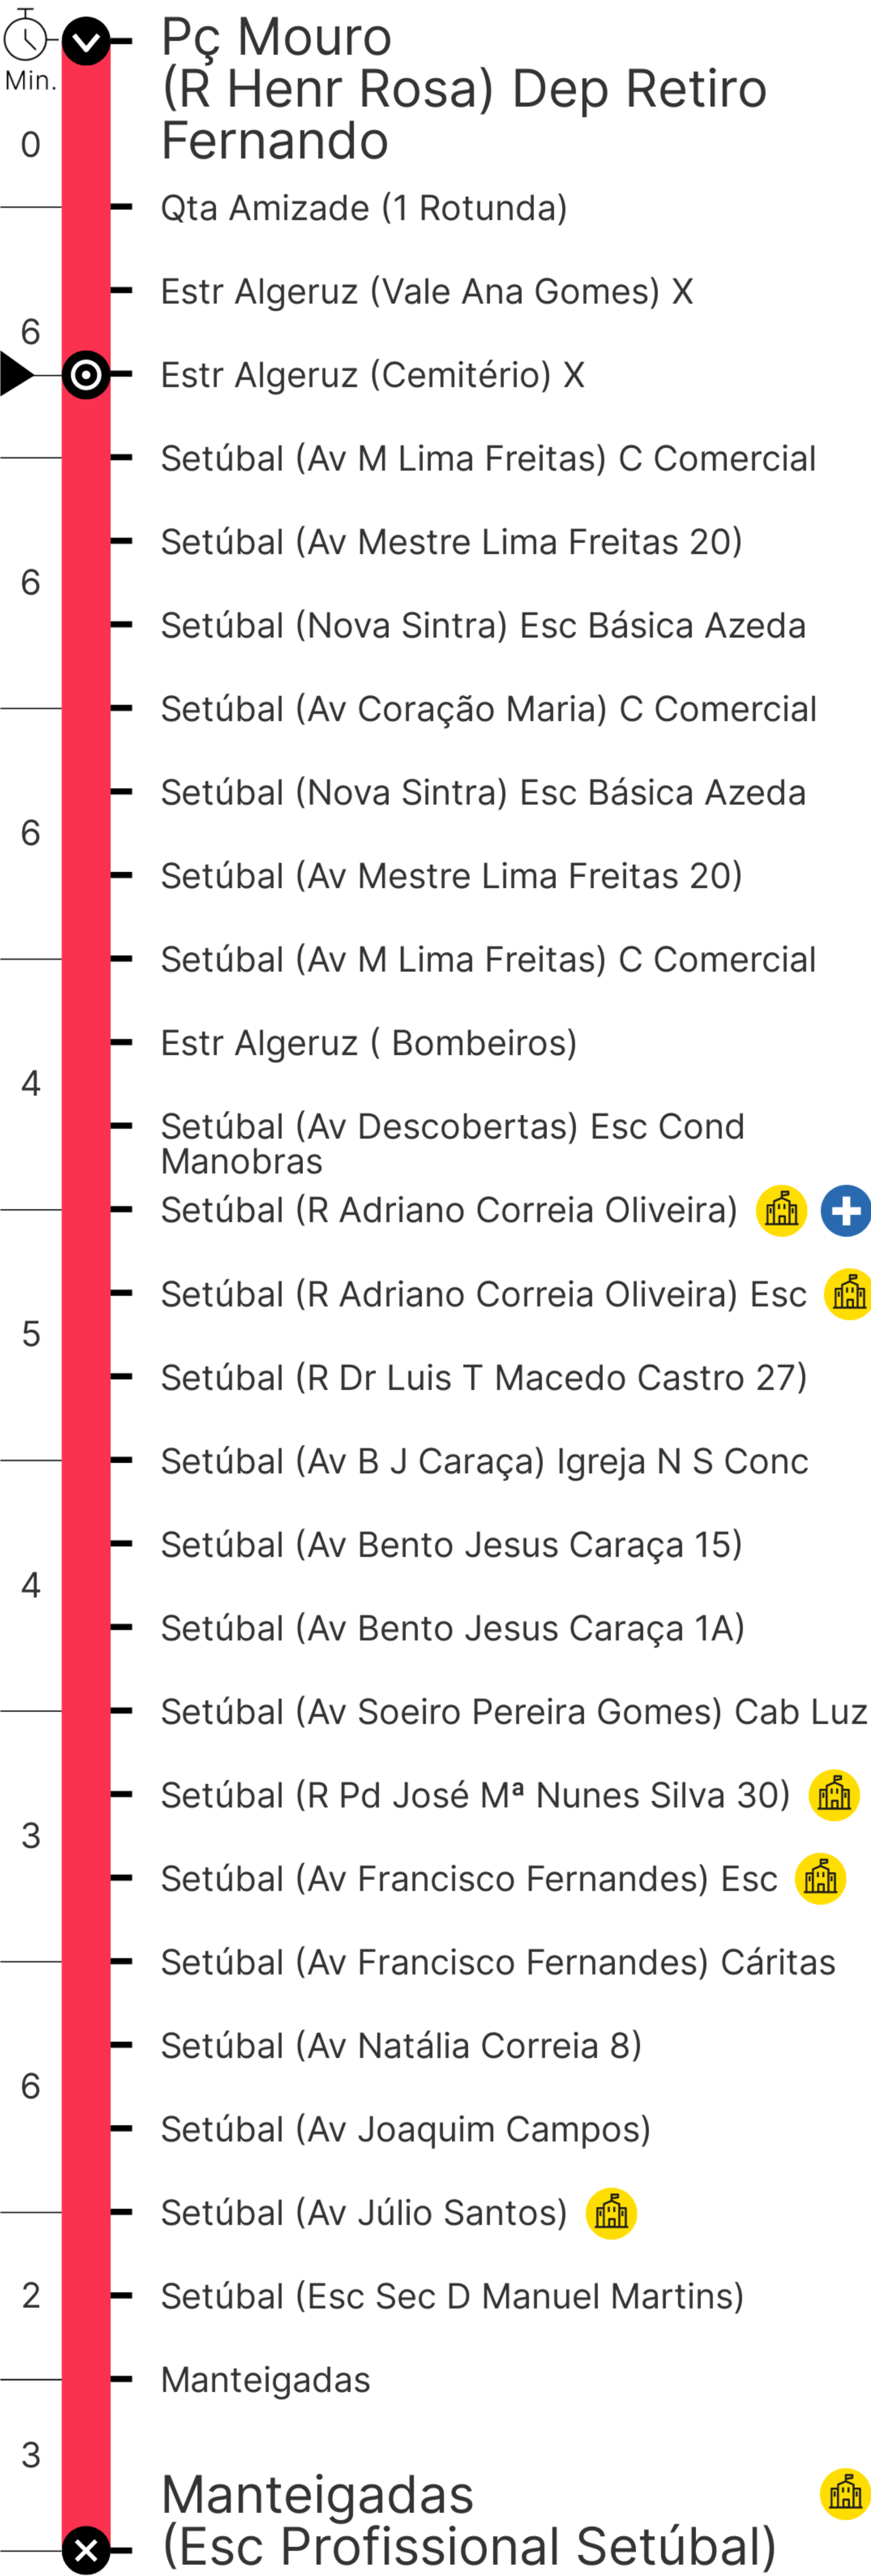 Pç Mouro
(R Henr Rosa) Dep Retiro
Fernando
Min.
0
Qta Amizade (1 Rotunda)
Estr Algeruz (Vale Ana Gomes) X
6
Estr Algeruz (Cemitério) X
Setúbal (Av M Lima Freitas) C Comercial
Setúbal (Av Mestre Lima Freitas 20)
6
Setúbal (Nova Sintra) Esc Básica Azeda
Setúbal (Av Coração Maria) C Comercial
Setúbal (Nova Sintra) Esc Básica Azeda
6
Setúbal (Av Mestre Lima Freitas 20)
Setúbal (Av M Lima Freitas) C Comercial
Estr Algeruz ( Bombeiros)
4
Setúbal (Av Descobertas) Esc Cond
Manobras
Setúbal (R Adriano Correia Oliveira)
Setúbal (R Adriano Correia Oliveira) Esc
5
Setúbal (R Dr Luis T Macedo Castro 27)
Setúbal (Av B J Caraça) Igreja N S Conc
Setúbal (Av Bento Jesus Caraça 15)
4
Setúbal (Av Bento Jesus Caraça 1A)
Setúbal (Av Soeiro Pereira Gomes) Cab Luz
Setúbal (R Pd José Mª Nunes Silva 30)
3
Setúbal (Av Francisco Fernandes) Esc
Setúbal (Av Francisco Fernandes) Cáritas
Setúbal (Av Natália Correia 8)
6
Setúbal (Av Joaquim Campos)
Setúbal (Av Júlio Santos)
2
Setúbal (Esc Sec D Manuel Martins)
Manteigadas
3
Manteigadas
(Esc Profissional Setúbal)